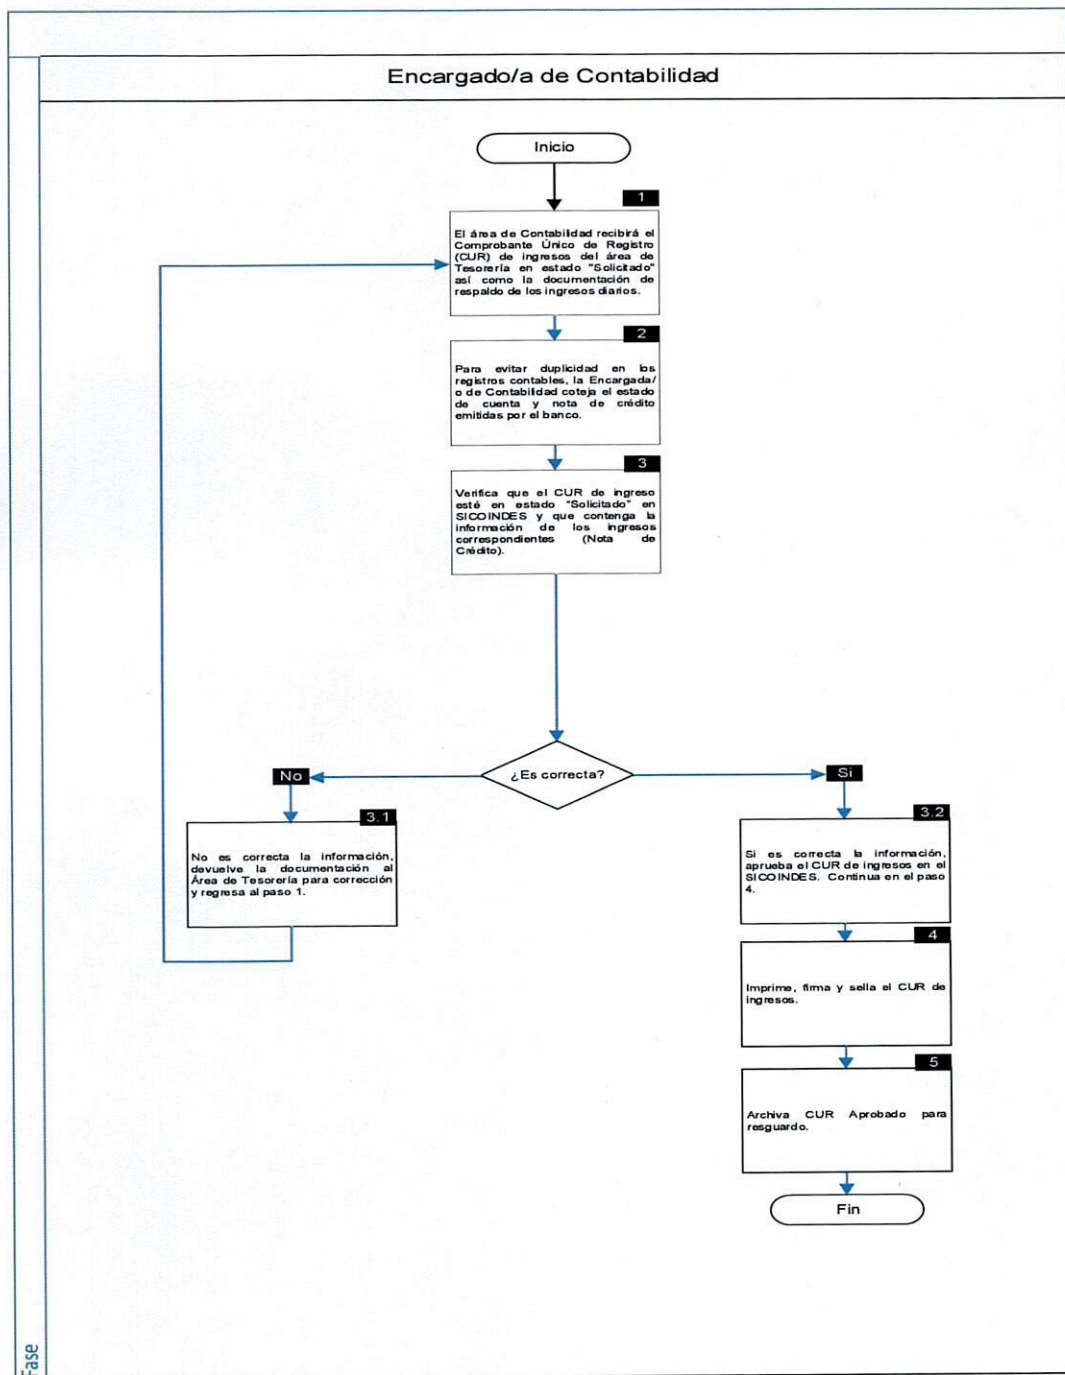 Encargado/a de Contabilidad
Inicio
1
El área de Contabilidad recibirá el
Comprobante Único de Registro
(CUR) de ingresos del área de
Tesorería en estado "Solicitado"
así como la documentación de
respaldo de los ingresos diarios.
2
Para evitar duplicidad en los
registros contables, la Encargada/
o de Contabilidad coteja el estado
de cuenta y nota de crédito
emitidas por el banco.
3
Verifica que el CUR de ingreso
esté en estado "Solicitado" en
SICOINDES y que contenga la
información de los ingresos
correspondientes (Nota de
Crédito).
¿Es correcta?
No
Si
3.1
No es correcta la información,
devuelve la documentación al
Área de Tesorería para corrección
y regresa al paso 1.
3.2
Si es correcta la información,
aprueba el CUR de ingresos en el
SICOINDES. Continua en el paso
4.
4
Imprime, firma y sella el CUR de
ingresos.
5
Archiva CUR Aprobado para
resguardo.
Fin
Fase